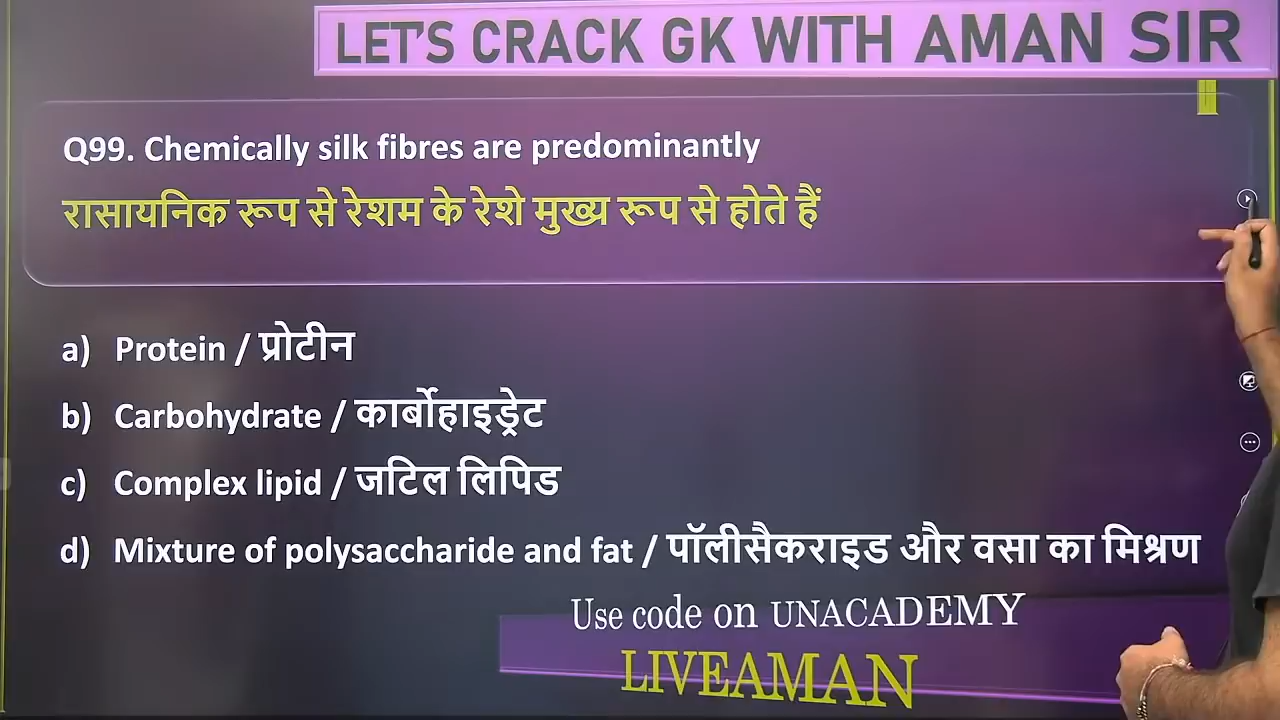 LET'S CRACK GK WITH AMAN SIR
Q99. Chemically silk fibres are predominantly
रासायनिक रूप से रेशम के रेशे मुख्य रूप से होते हैं
a) Protein / प्रोटीन
b) Carbohydrate / कार्बोहाइड्रेट
c) Complex lipid / जटिल लिपिड
d) Mixture of polysaccharide and fat / पॉलीसैकराइड और वसा का मिश्रण
Use code on UNACADEMY
LIVEAMAN